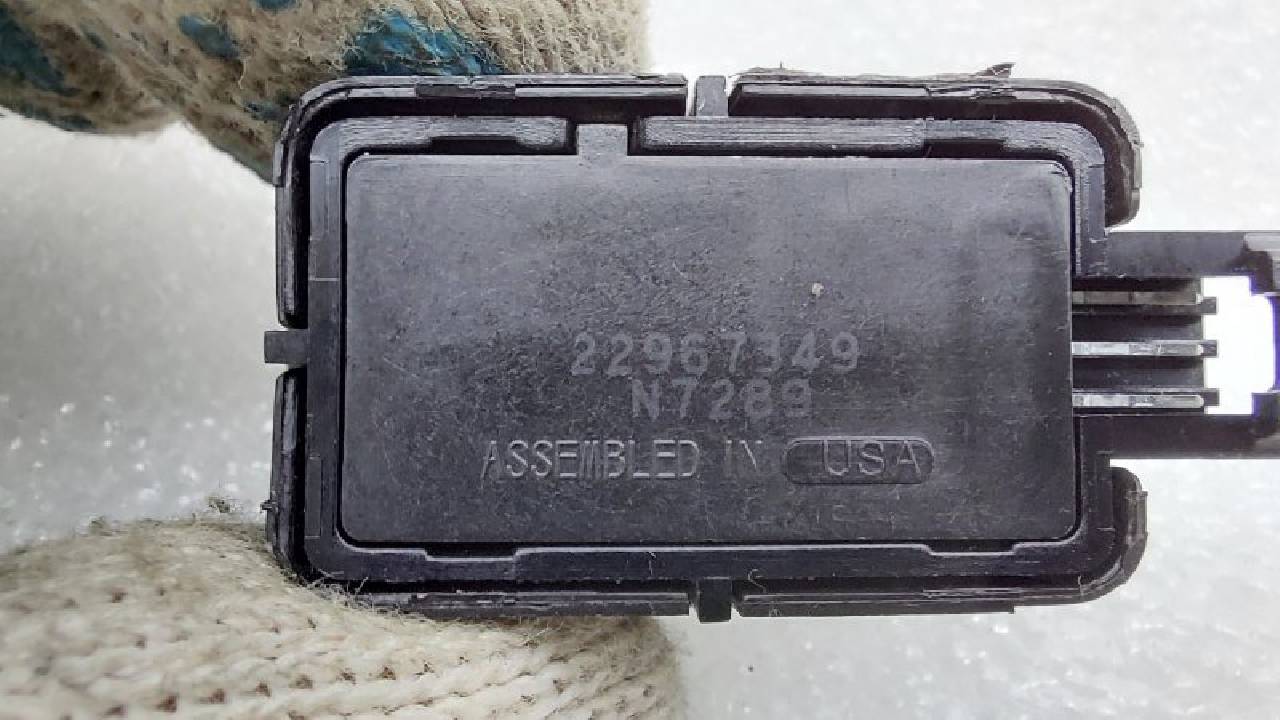 22967349
N7289
ASSEMBLED IN USA